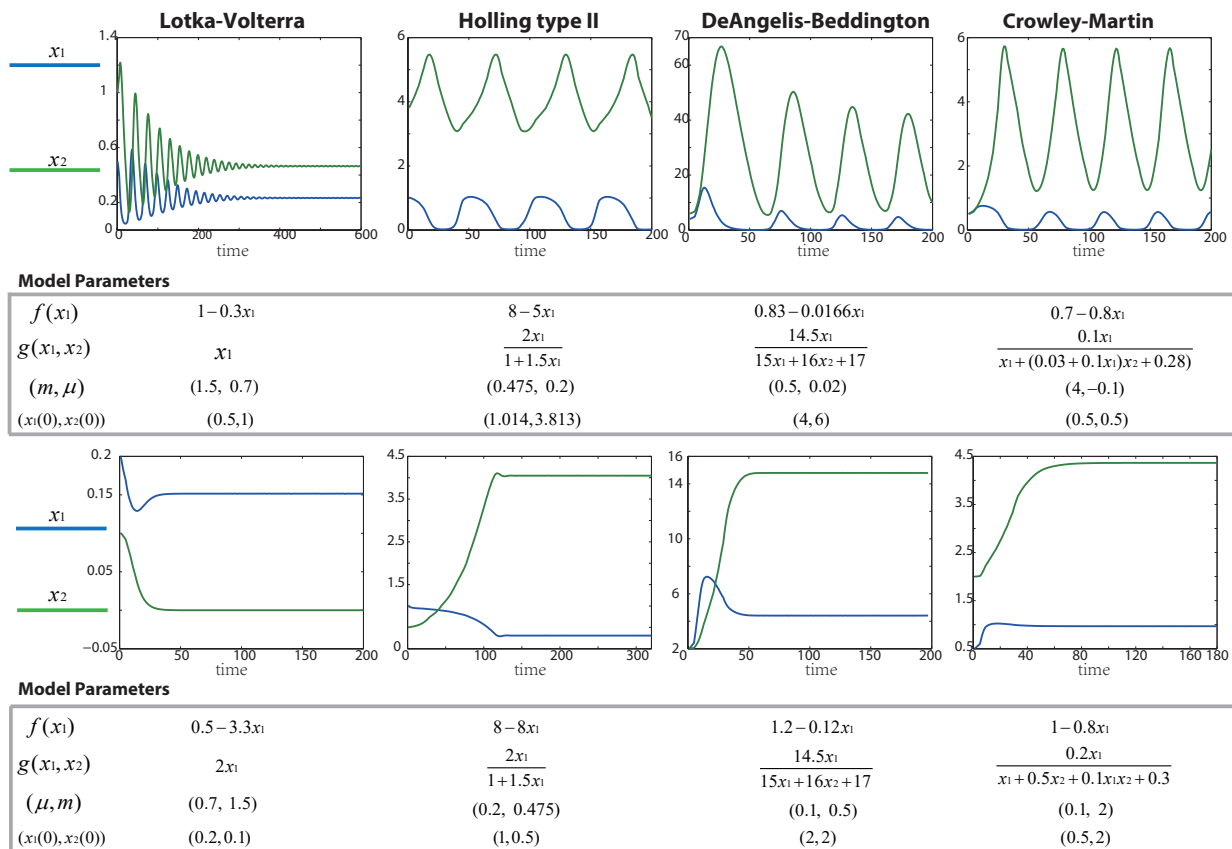 Lotka-Volterra Holling type II DeAngelis-Beddington Crowley-Martin
x1
x2
1.4
1
0.6
0.2
0
0 200 400 600
time
6
4
2
0
0 50 100 150 200
time
70
60
40
20
0
0 50 100 150 200
time
6
4
2
0
0 50 100 150 200
time
Model Parameters
f(x1) 1−0.3x1 8−5x1 0.83−0.0166x1 0.7−0.8x1
g(x1, x2) x1 2x1/1+1.5x1 14.5x1/15x1+16x2+17 0.1x1/x1+(0.03+0.1x1)x2+0.28)
(m, μ) (1.5, 0.7) (0.475, 0.2) (0.5, 0.02) (4,−0.1)
(x1(0), x2(0)) (0.5,1) (1.014,3.813) (4,6) (0.5,0.5)
x1
x2
0.2
0.15
0.05
−0.05
0 50 100 150 200
time
4.5
3.5
2.5
1.5
0
0 100 200 300
time
16
14
10
6
2
0 50 100 150 200
time
4.5
3.5
2.5
1.5
0.5
0 40 80 120 160 180
time
Model Parameters
f(x1) 0.5−3.3x1 8−8x1 1.2−0.12x1 1−0.8x1
g(x1, x2) 2x1 2x1/1+1.5x1 14.5x1/15x1+16x2+17 0.2x1/x1+0.5x2+0.1x1x2+0.3
(μ, m) (0.7, 1.5) (0.2, 0.475) (0.1, 0.5) (0.1, 2)
(x1(0), x2(0)) (0.2,0.1) (1,0.5) (2,2) (0.5,2)